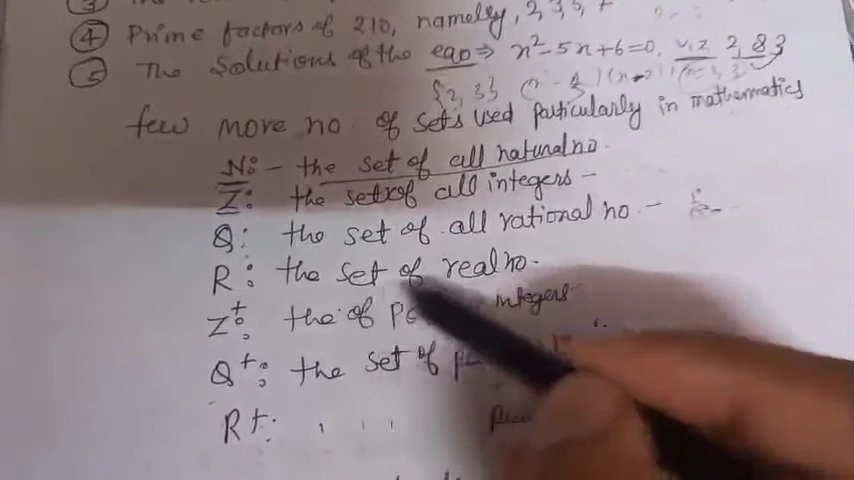 ③
④ Prime factors of 210, namely, 2, 3, 5, 7
⑤ The solutions of the eqn ⇒ x²-5x+6=0, viz, 2, & 3
{2, 3}
few more no. of sets used particularly in mathematics
N:- the set of all natural no.
Z: the set of all integers -
Q: the set of all rational no.-
R: the set of real no.
Z⁺: the of integers
Q⁺: the set of
R+: